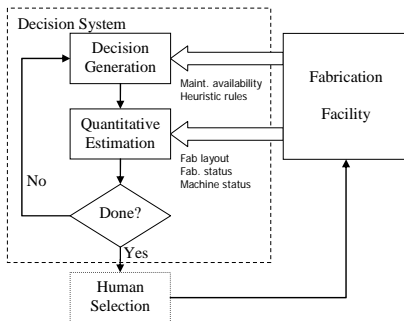 Decision System
Decision
Generation
Maint. availability
Heuristic rules
Fabrication
Facility
Quantitative
Estimation
Fab layout
Fab. status
Machine status
No
Done?
Yes
Human
Selection